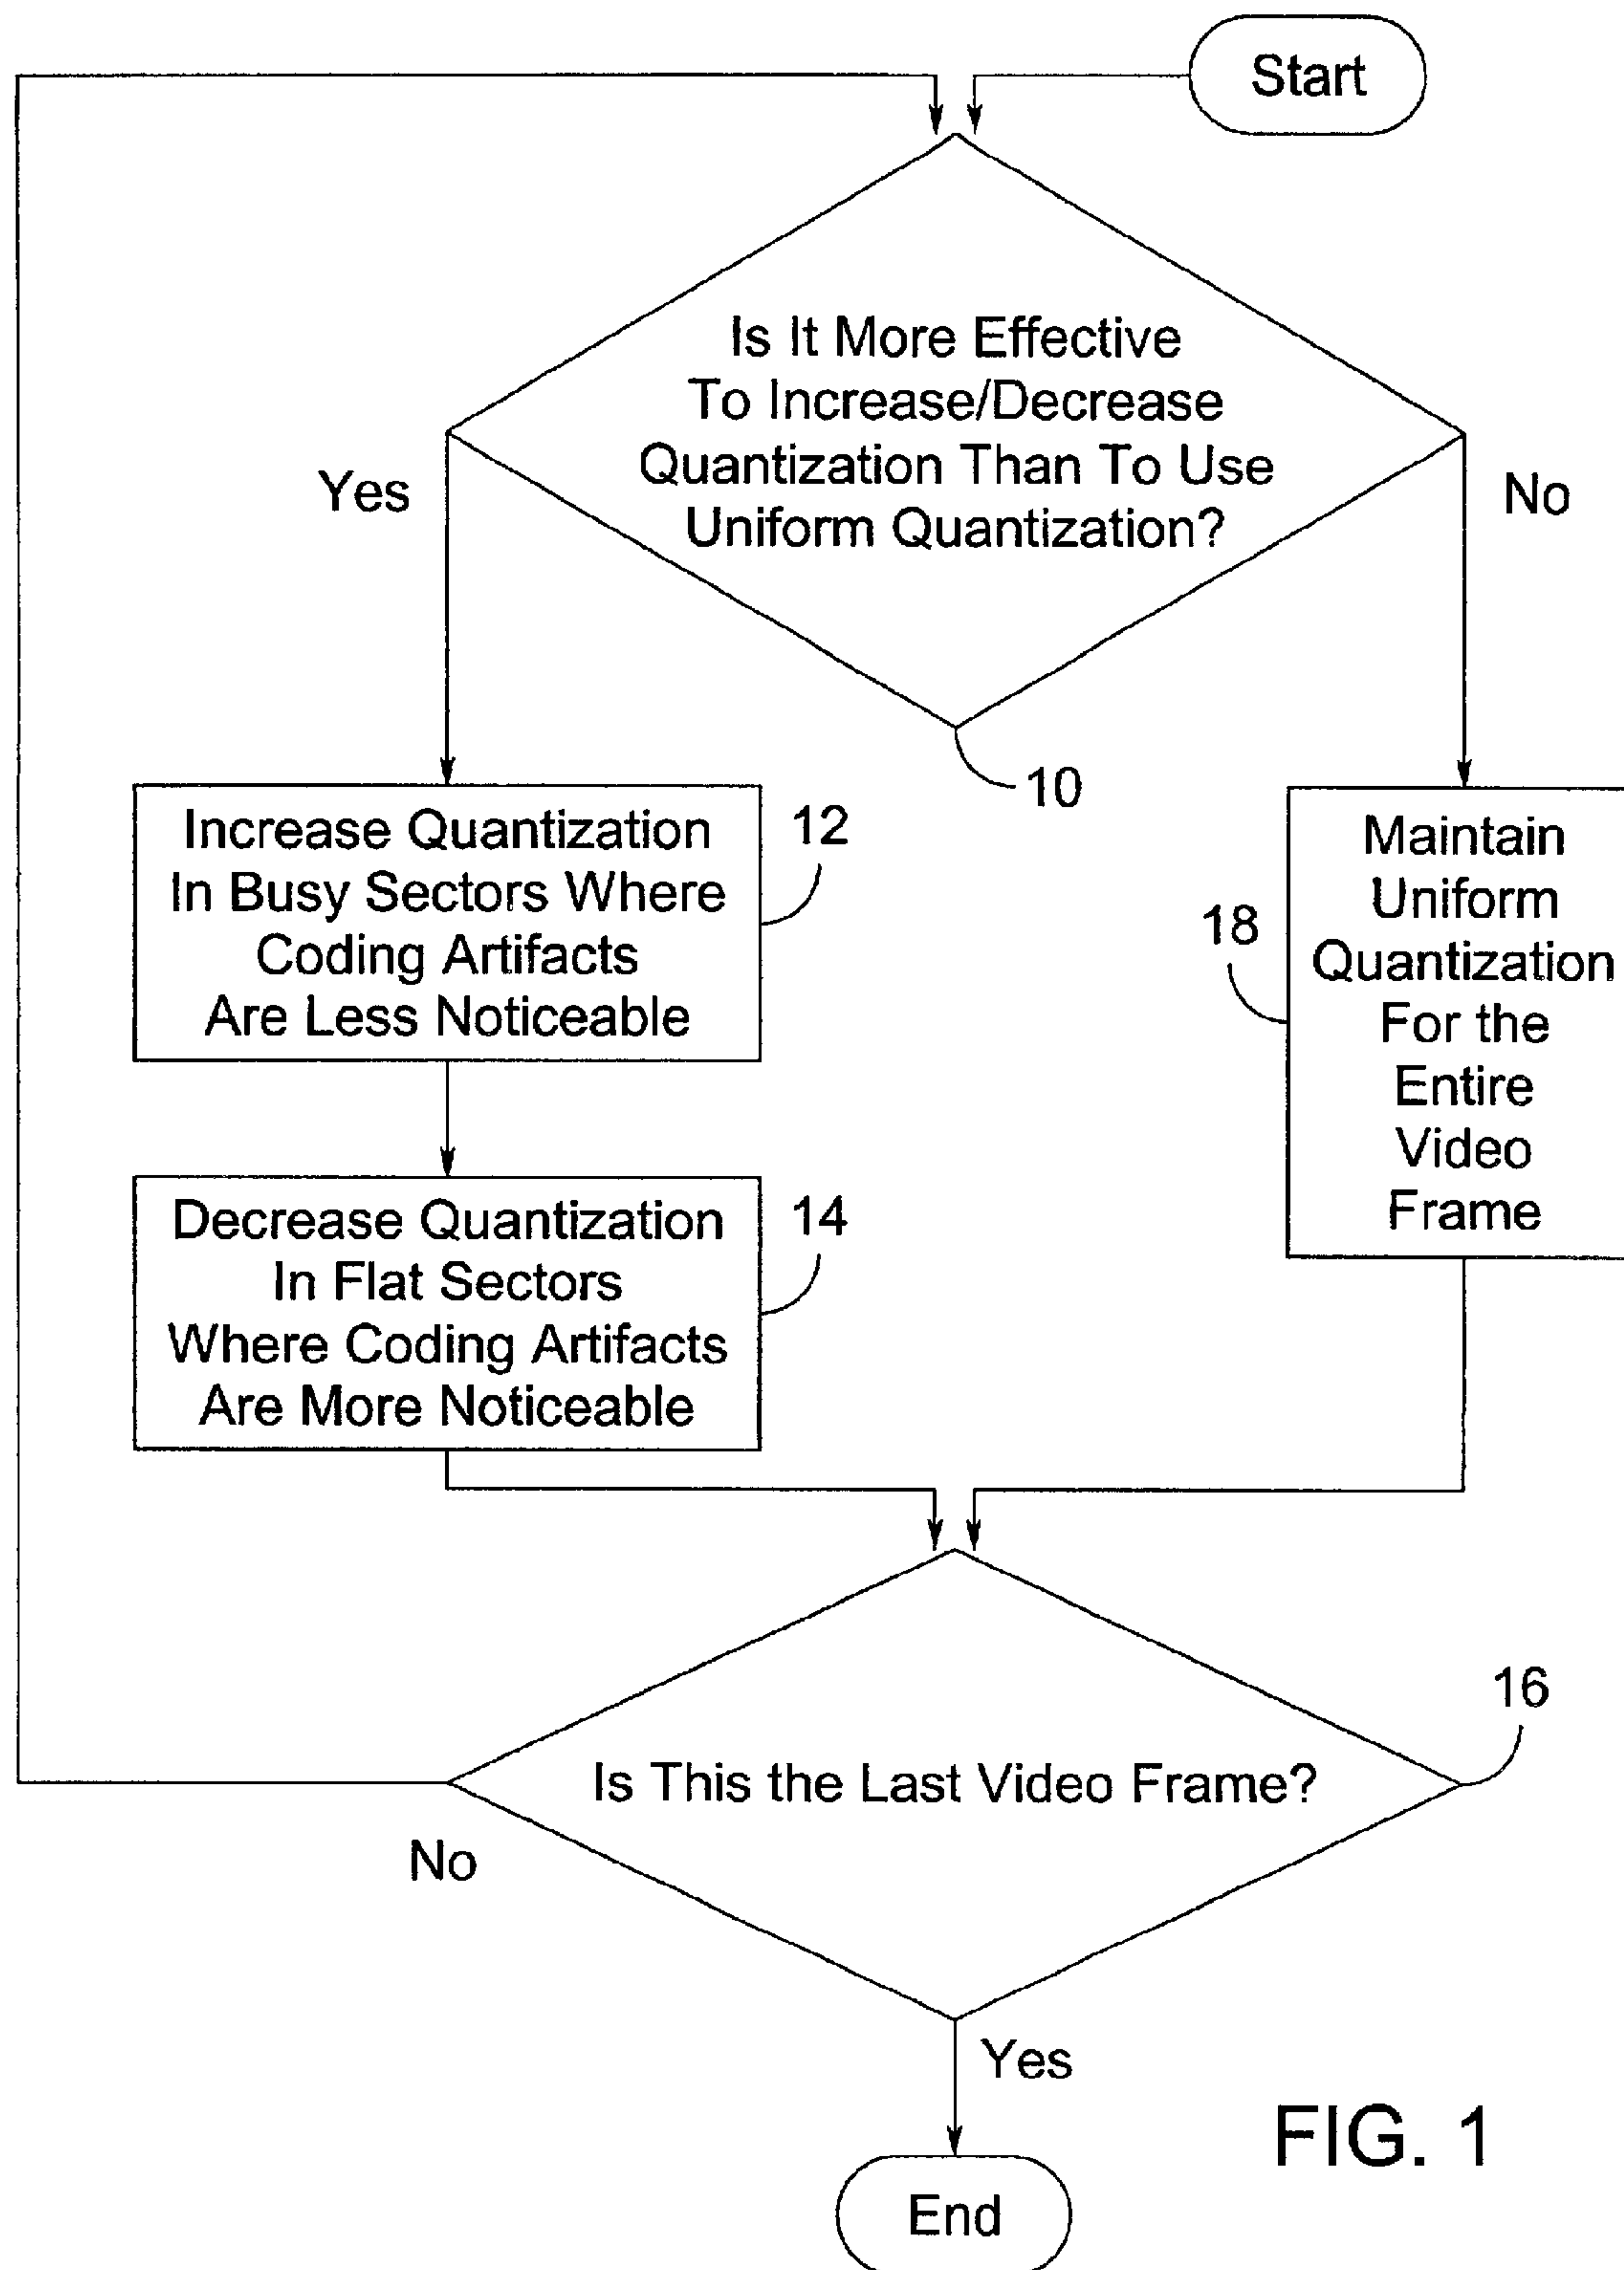 Start
Is It More Effective
To Increase/Decrease
Quantization Than To Use
Uniform Quantization?
Yes
No
10
Increase Quantization
In Busy Sectors Where
Coding Artifacts
Are Less Noticeable
12
18
Maintain
Uniform
Quantization
For the
Entire
Video
Frame
Decrease Quantization
In Flat Sectors
Where Coding Artifacts
Are More Noticeable
14
16
Is This the Last Video Frame?
No
Yes
End
FIG. 1